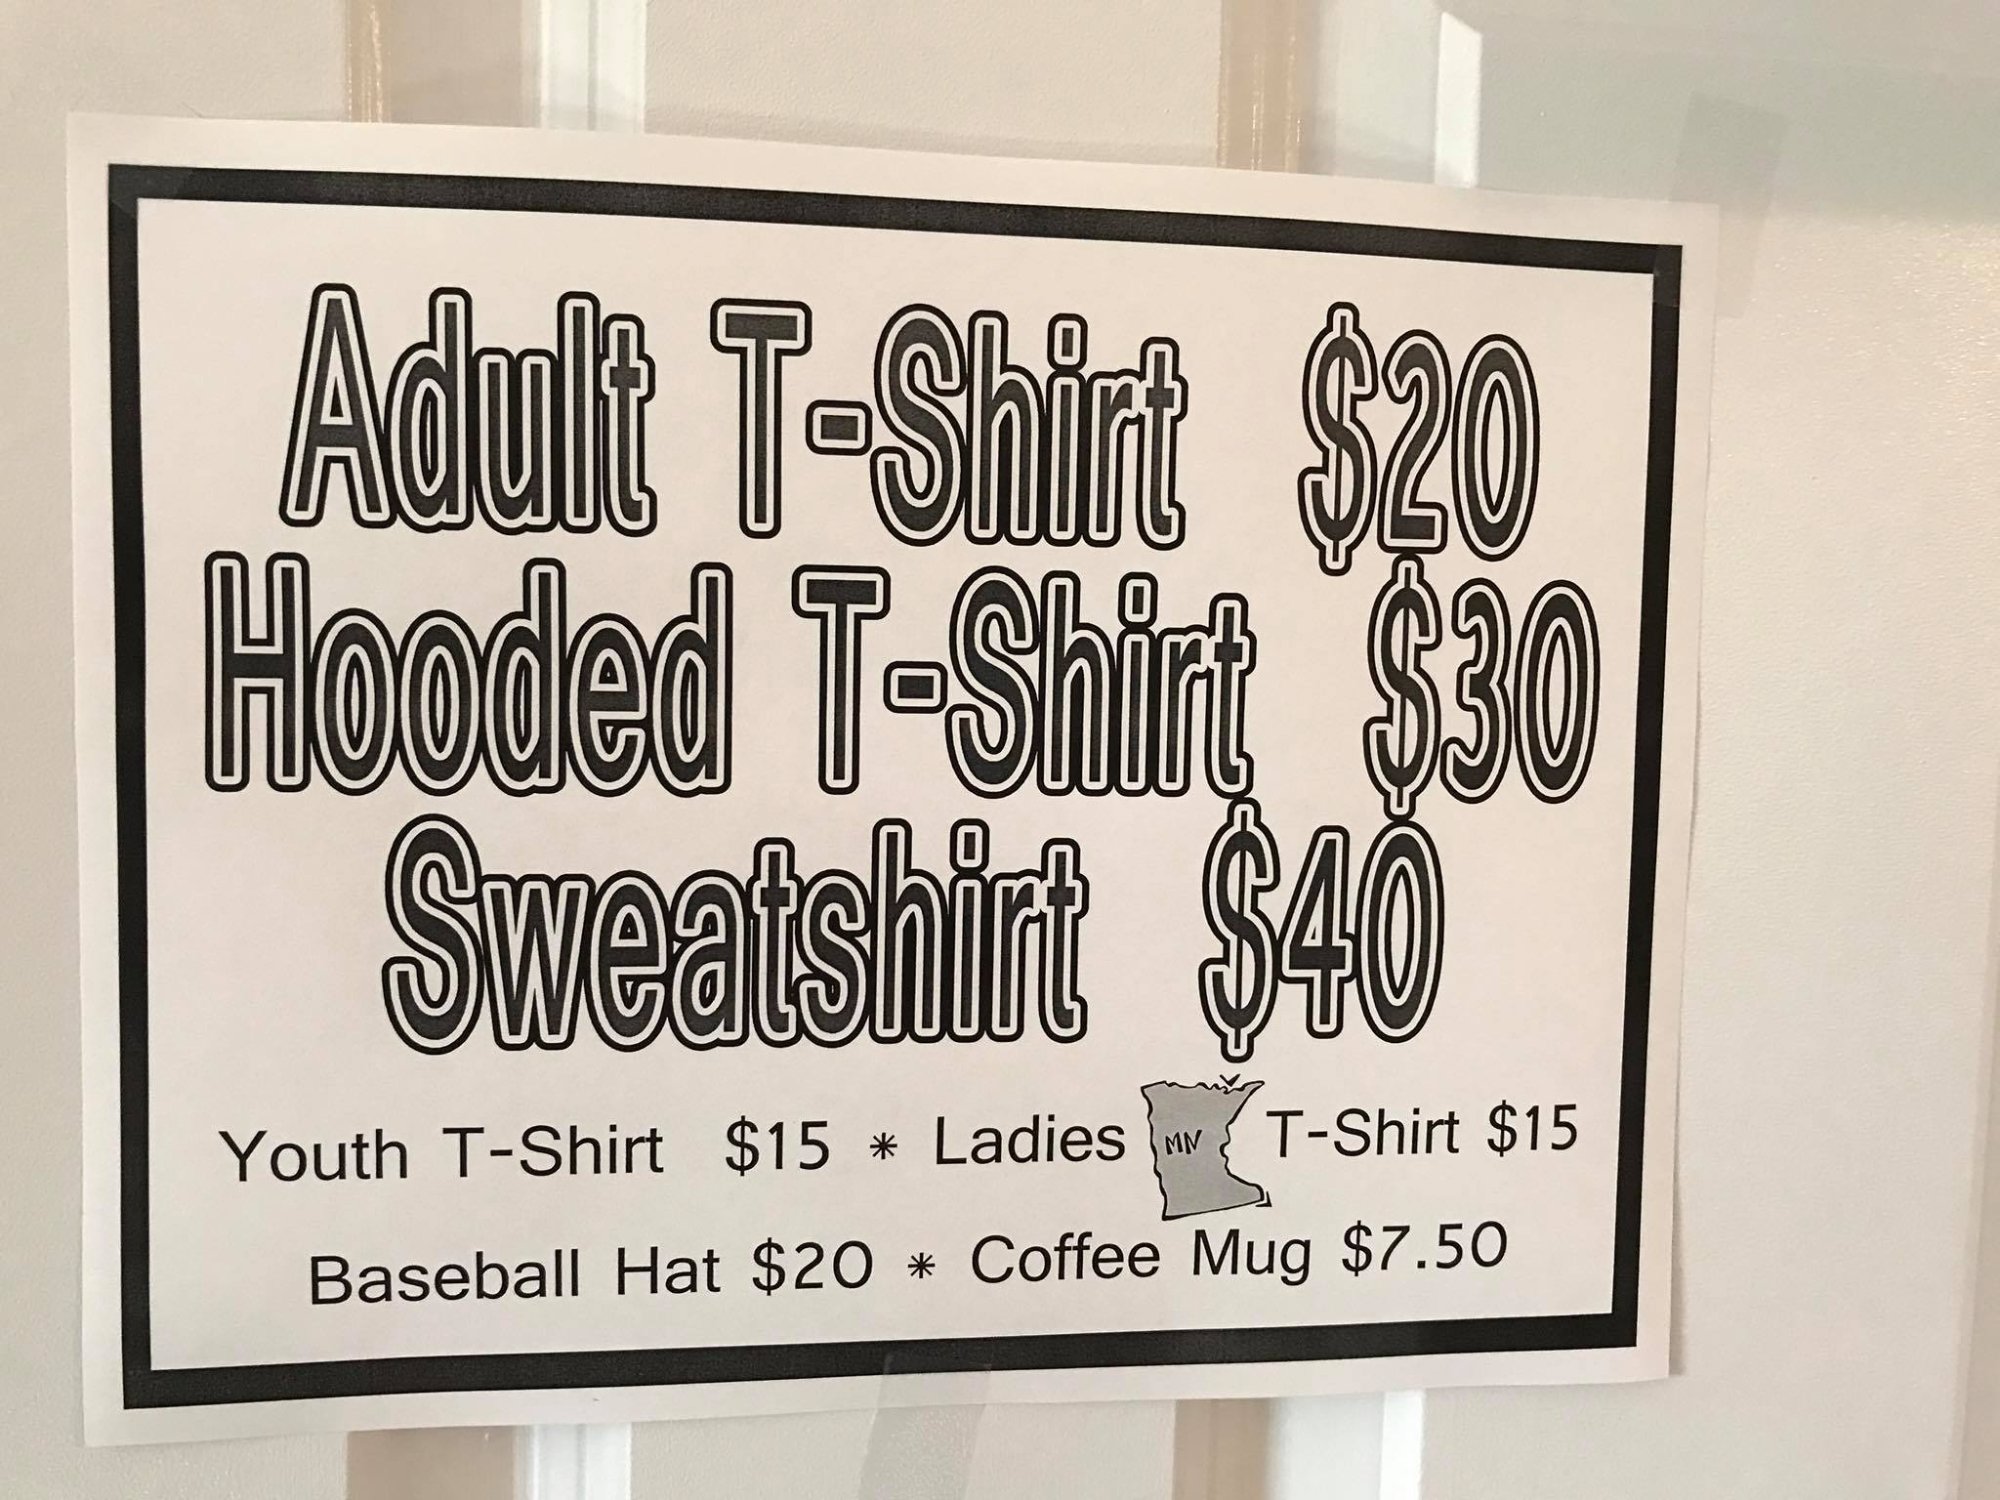 Adult T-Shirt $20
Hooded T-Shirt $30
Sweatshirt $40
Youth T-Shirt $15 * Ladies MN T-Shirt $15
Baseball Hat $20 * Coffee Mug $7.50